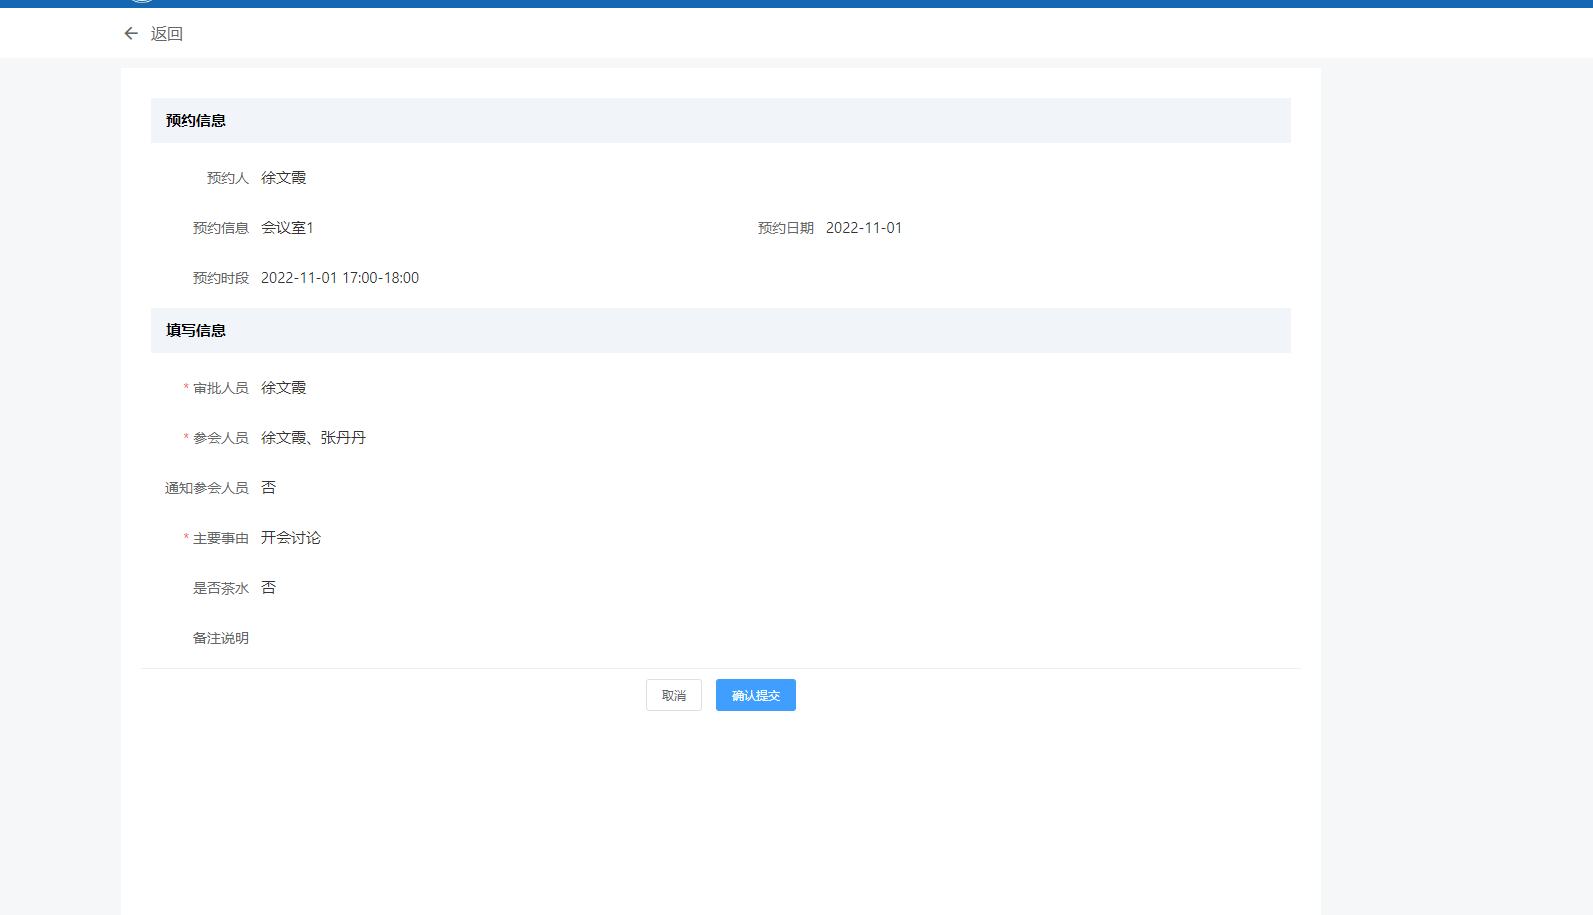 返回
预约信息
预约人 徐文霞
预约信息 会议室1 预约日期 2022-11-01
预约时段 2022-11-01 17:00-18:00
填写信息
* 审批人员 徐文霞
* 参会人员 徐文霞、张丹丹
通知参会人员 否
* 主要事由 开会讨论
是否茶水 否
备注说明
取消 确认提交